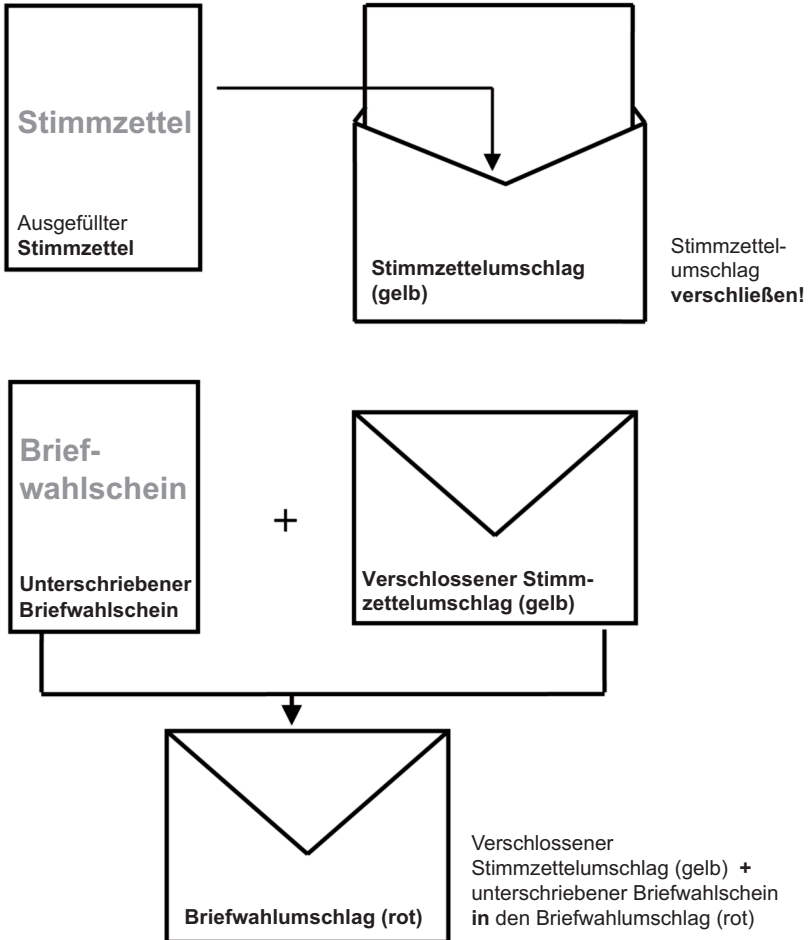 Stimmzettel
Ausgefüllter
Stimmzettel
Stimmzettelumschlag
(gelb)
Stimmzettel-
umschlag
verschließen!
Brief-
wahlschein
Unterschriebener
Briefwahlschein
+
Verschlossener Stimm-
zettelumschlag (gelb)
Briefwahlumschlag (rot)
Verschlossener
Stimmzettelumschlag (gelb) +
unterschriebener Briefwahlschein
in den Briefwahlumschlag (rot)